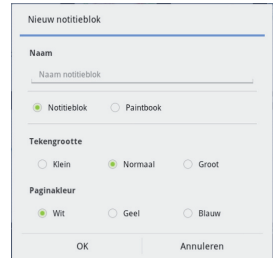 Nieuw notitieblok
Naam
Naam notitieblok
Notitieblok Paintbook
Tekengrootte
Klein Normaal Groot
Paginakleur
Wit Geel Blauw
OK Annuleren